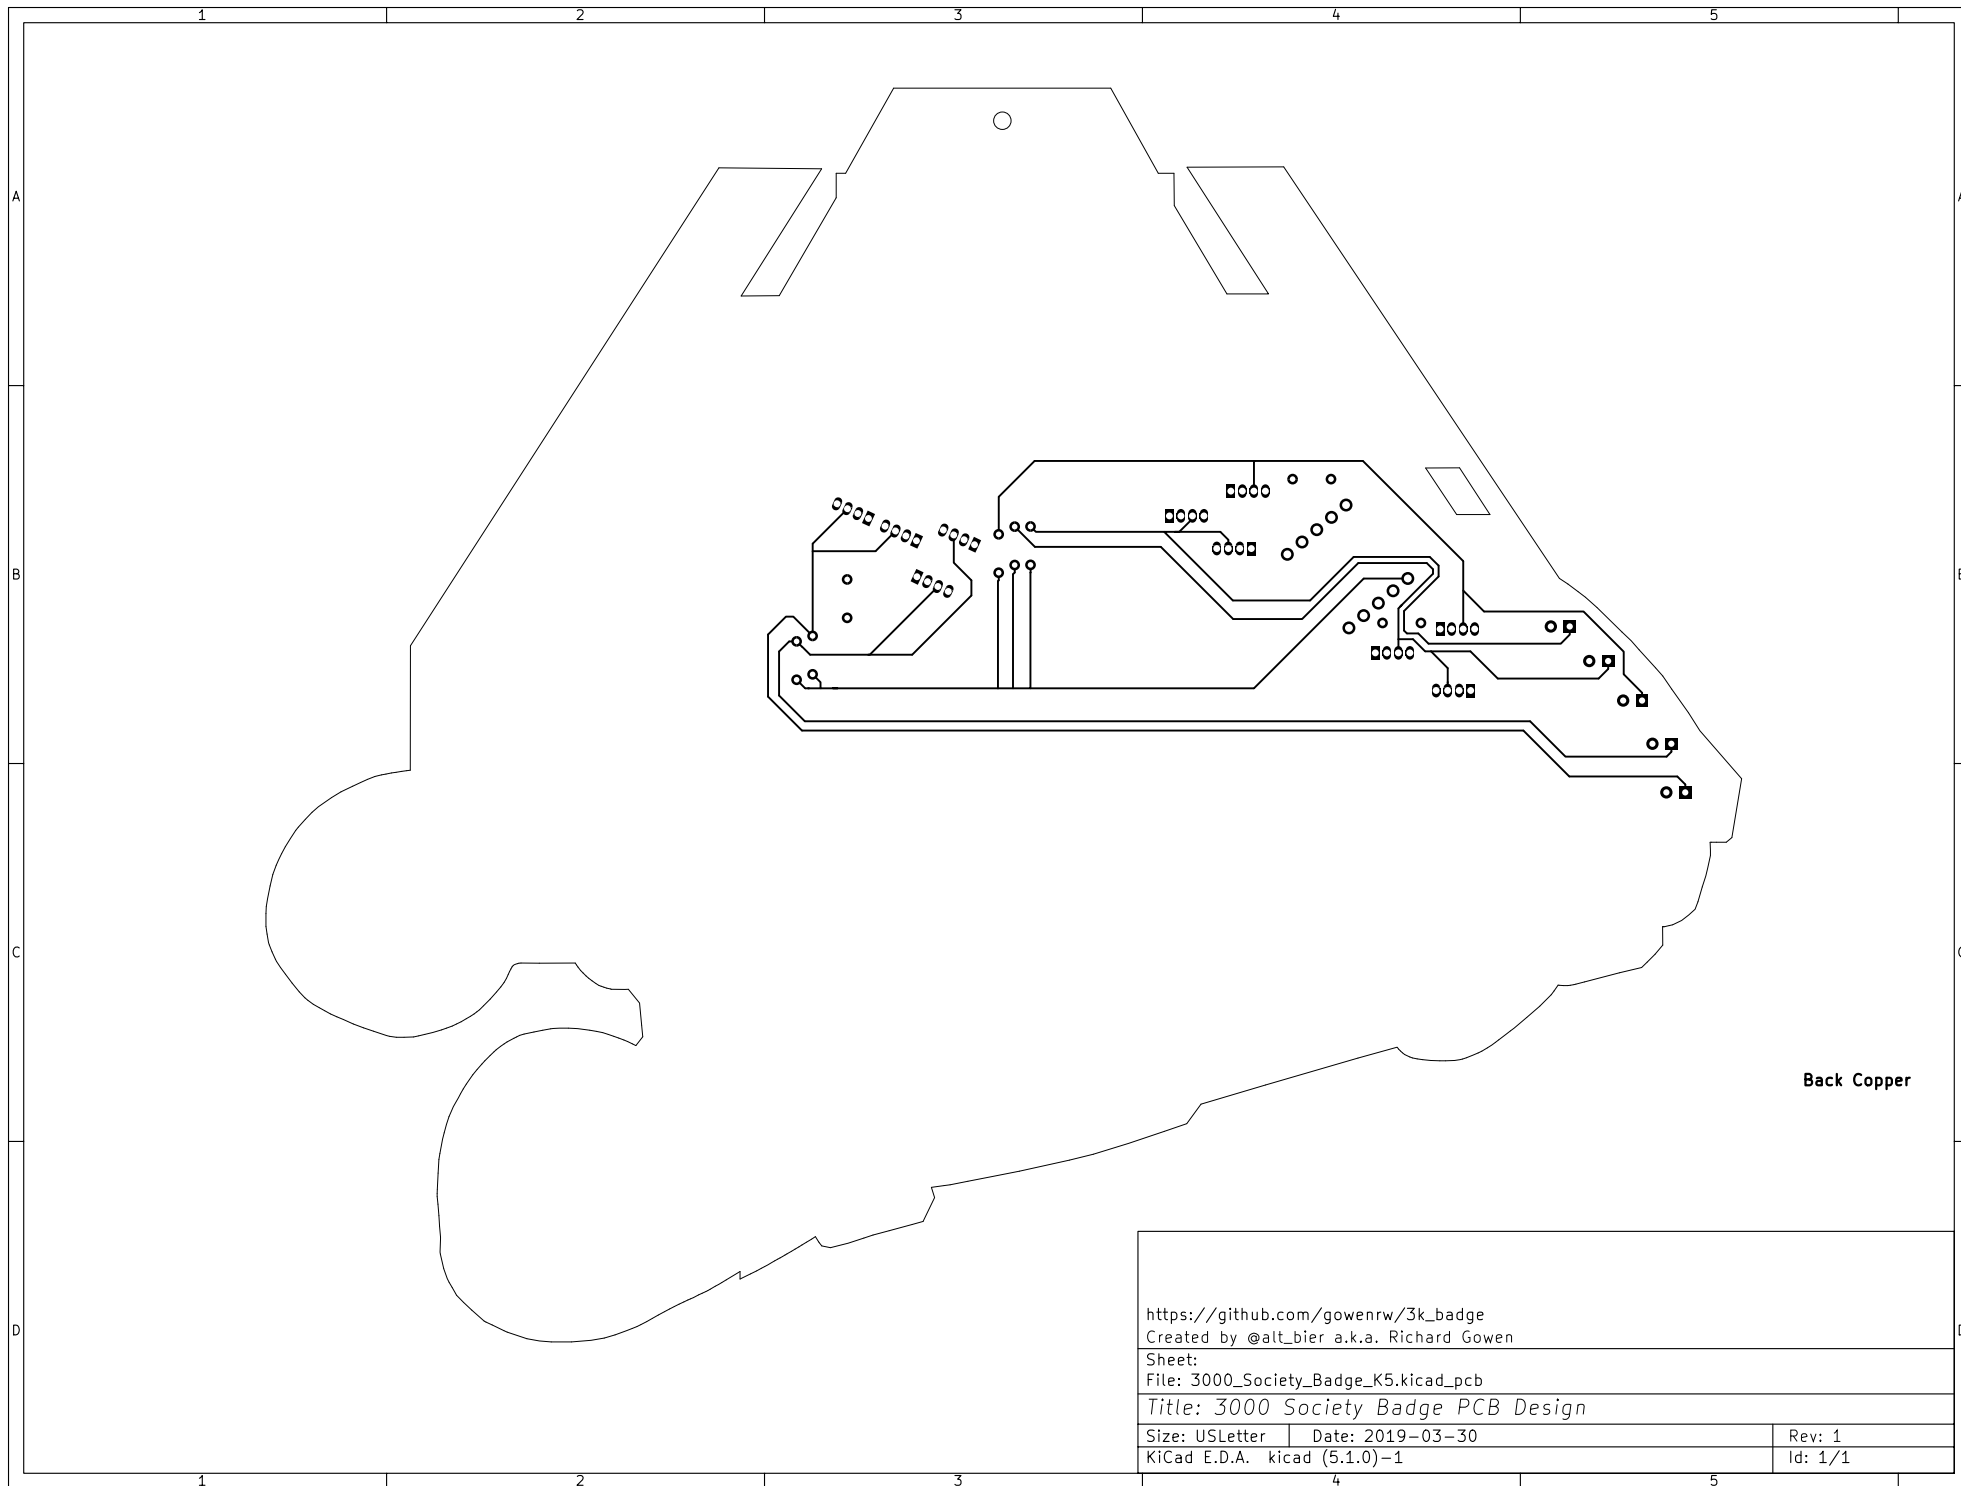 1 2 3 4 5
A A
B B
C C
Back Copper
https://github.com/gowenrw/3k_badge
D D
Created by @alt_bier a.k.a. Richard Gowen
Sheet:
File: 3000_Society_Badge_K5.kicad_pcb
Title: 3000 Society Badge PCB Design
Size: USLetter Date: 2019-03-30 Rev: 1
KiCad E.D.A. kicad (5.1.0)-1 Id: 1/1
1 2 3 4 5